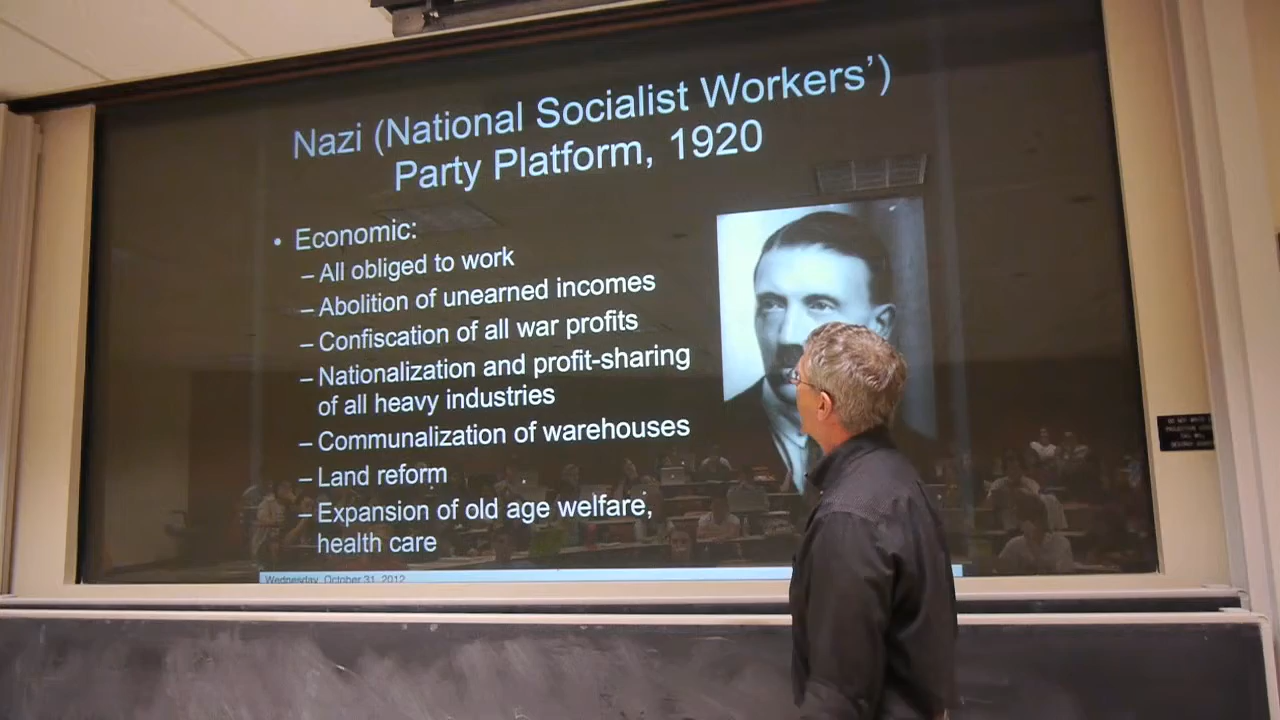 Nazi (National Socialist Workers’)
Party Platform, 1920
• Economic:
– All obliged to work
– Abolition of unearned incomes
– Confiscation of all war profits
– Nationalization and profit-sharing
of all heavy industries
– Communalization of warehouses
– Land reform
– Expansion of old age welfare,
health care
Wednesday, October 31, 2012